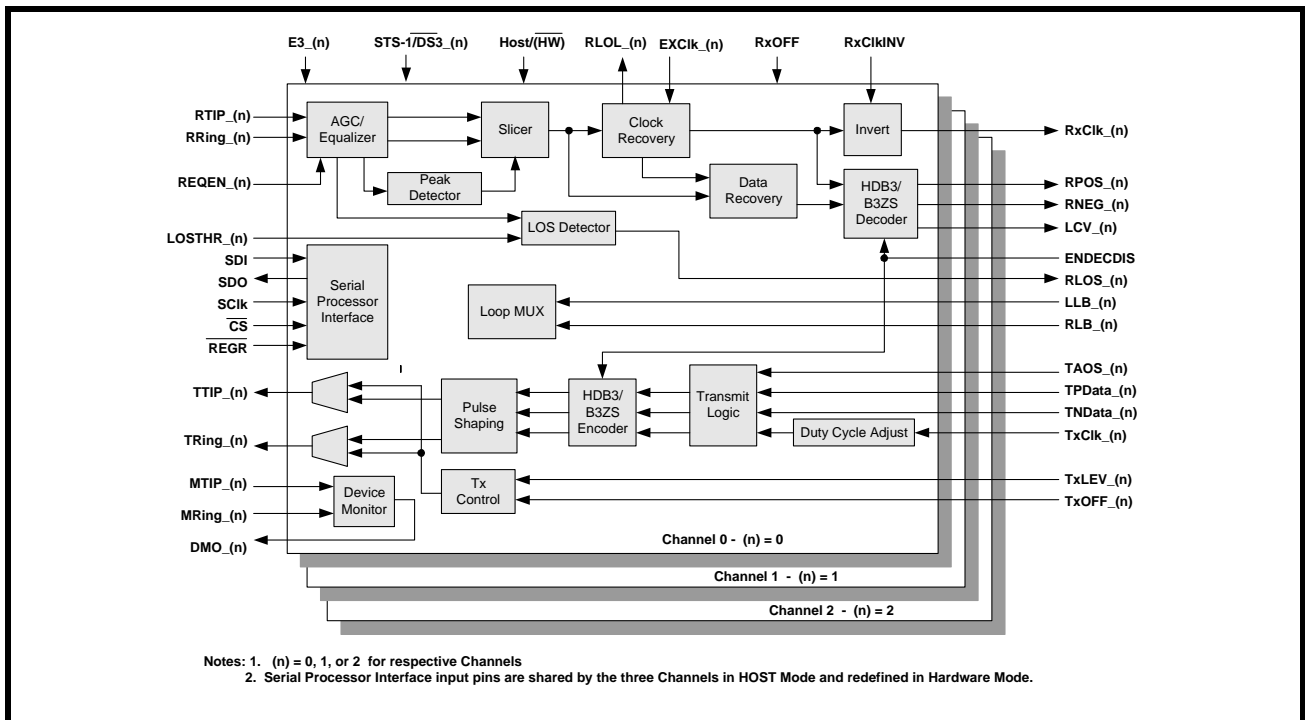 E3_(n)
STS-1/DS3_(n)
Host/(HW)
RLOL_(n)
EXClk_(n)
RxOFF
RxClkINV
RTIP_(n)
RRing_(n)
REQEN_(n)
LOSTHR_(n)
SDI
SDO
SClk
CS
REGR
TTIP_(n)
TRing_(n)
MTIP_(n)
MRing_(n)
DMO_(n)
AGC/
Equalizer
Slicer
Clock
Recovery
Invert
Peak
Detector
Data
Recovery
HDB3/
B3ZS
Decoder
LOS Detector
Serial
Processor
Interface
Loop MUX
Pulse
Shaping
HDB3/
B3ZS
Encoder
Transmit
Logic
Duty Cycle Adjust
Tx
Control
Device
Monitor
RxClk_(n)
RPOS_(n)
RNEG_(n)
LCV_(n)
ENDECDIS
RLOS_(n)
LLB_(n)
RLB_(n)
TAOS_(n)
TPData_(n)
TNData_(n)
TxClk_(n)
TxLEV_(n)
TxOFF_(n)
Channel 0 - (n) = 0
Channel 1 - (n) = 1
Channel 2 - (n) = 2
Notes: 1. (n) = 0, 1, or 2 for respective Channels
2. Serial Processor Interface input pins are shared by the three Channels in HOST Mode and redefined in Hardware Mode.